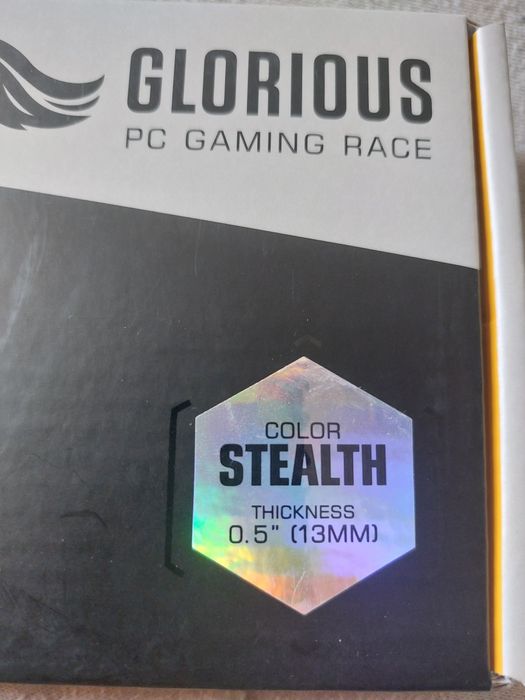 GLORIOUS
PC GAMING RACE
COLOR
STEALTH
THICKNESS
0.5" (13MM)